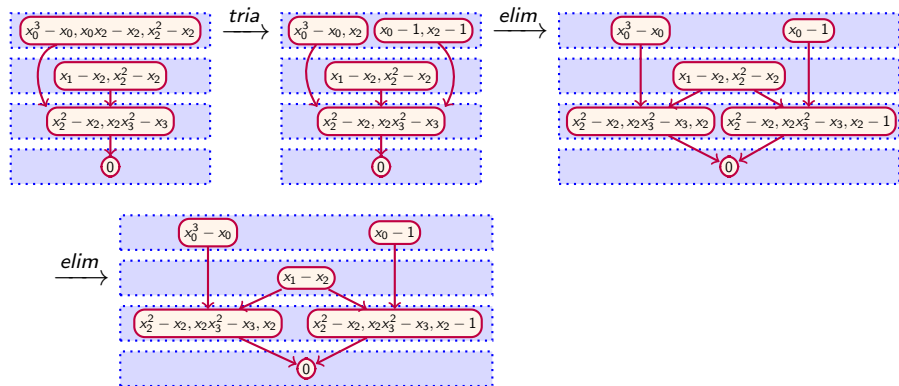 x_0^3 − x_0, x_0x_2 − x_2, x_2^2 − x_2
x_1 − x_2, x_2^2 − x_2
x_2^2 − x_2, x_2x_3^2 − x_3
0
tria
x_0^3 − x_0, x_2
x_0 − 1, x_2 − 1
x_1 − x_2, x_2^2 − x_2
x_2^2 − x_2, x_2x_3^2 − x_3
0
elim
x_0^3 − x_0
x_0 − 1
x_1 − x_2, x_2^2 − x_2
x_2^2 − x_2, x_2x_3^2 − x_3, x_2
x_2^2 − x_2, x_2x_3^2 − x_3, x_2 − 1
0
elim
x_0^3 − x_0
x_0 − 1
x_1 − x_2
x_2^2 − x_2, x_2x_3^2 − x_3, x_2
x_2^2 − x_2, x_2x_3^2 − x_3, x_2 − 1
0